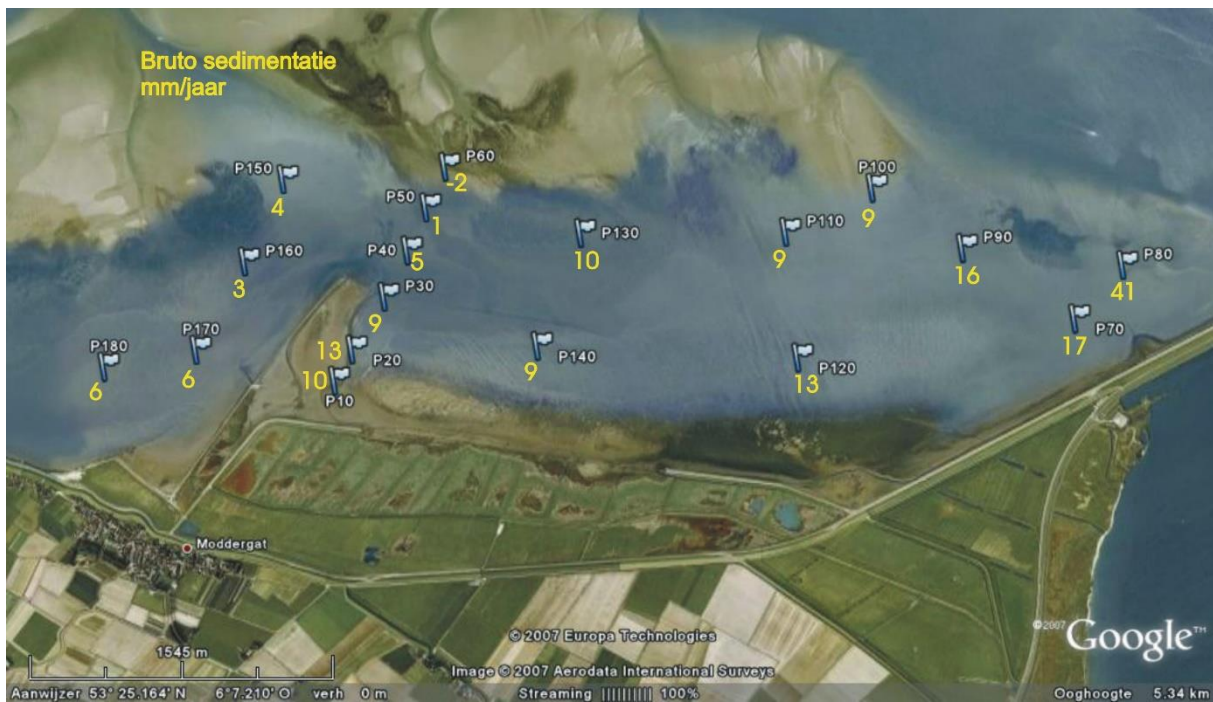 Bruto sedimentatie
mm/jaar
P60
-2
P150
4
P50
1
P100
9
P40
5
P130
10
P110
9
P90
16
P80
41
P160
3
P30
9
P70
17
P180
6
P170
6
13
P20
10
P10
P140
9
P120
13
Moddergat
© 2007 Europa Technologies
Image © 2007 Aerodata International Surveys
©2007 Google™
1545 m
Aanwijzer 53° 25.164' N 6°7.210' O verh 0 m Streaming |||||||||| 100% Ooghoogte 5.34 km